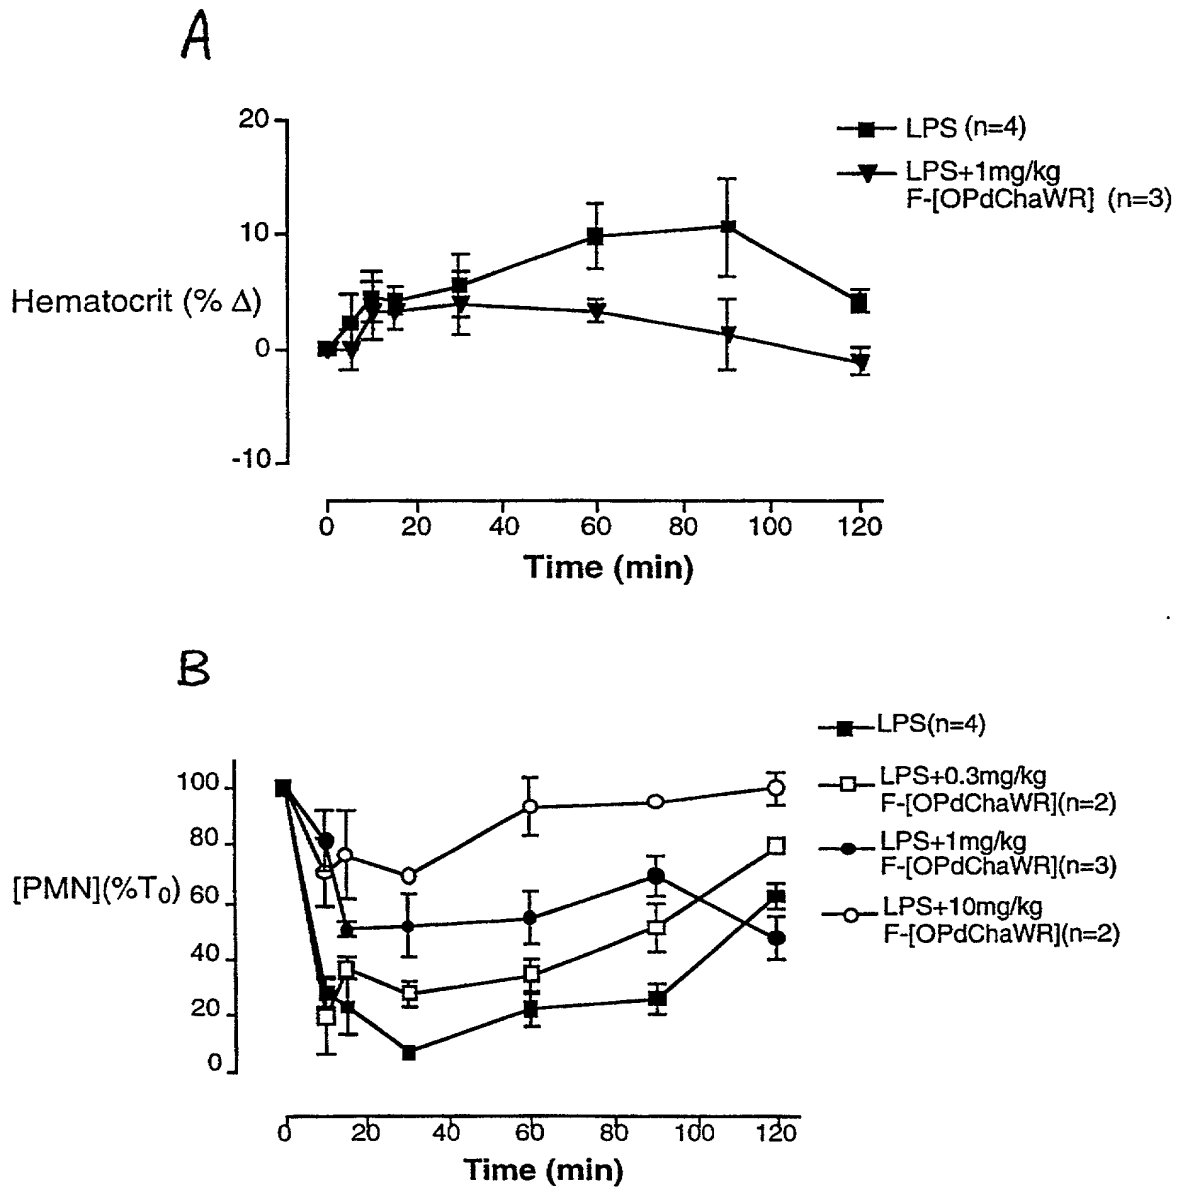 A
20
10
0
-10
Hematocrit (% Δ)
LPS (n=4)
LPS+1mg/kg
F-[OPdChaWR] (n=3)
0 20 40 60 80 100 120
Time (min)
B
100
80
60
40
20
0
[PMN](%T₀)
LPS(n=4)
LPS+0.3mg/kg
F-[OPdChaWR](n=2)
LPS+1mg/kg
F-[OPdChaWR](n=3)
LPS+10mg/kg
F-[OPdChaWR](n=2)
0 20 40 60 80 100 120
Time (min)